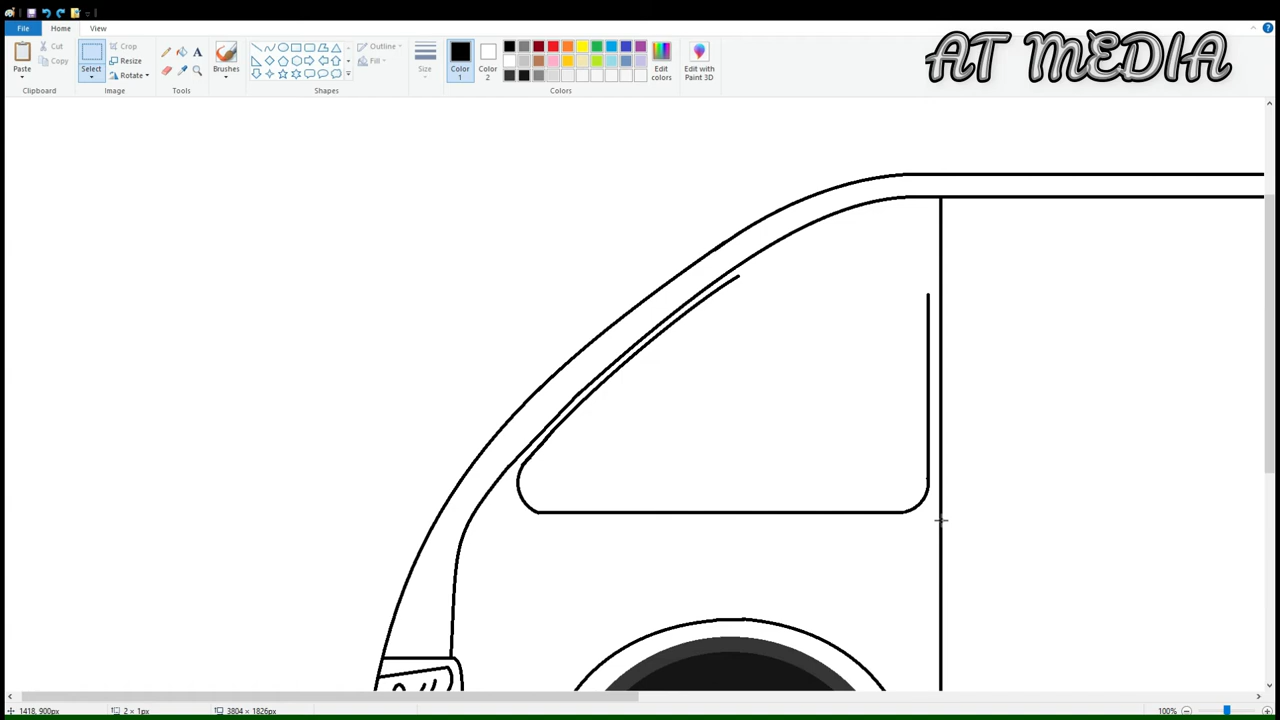 AT MEDIA
File
Home
View
Paste
Cut
Copy
Clipboard
Select
Crop
Resize
Rotate
Image
Tools
Brushes
Shapes
Outline
Fill
Size
Color 1
Color 2
Edit colors
Edit with Paint 3D
Colors
1418, 900px
2 × 1px
3804 × 1826px
100%